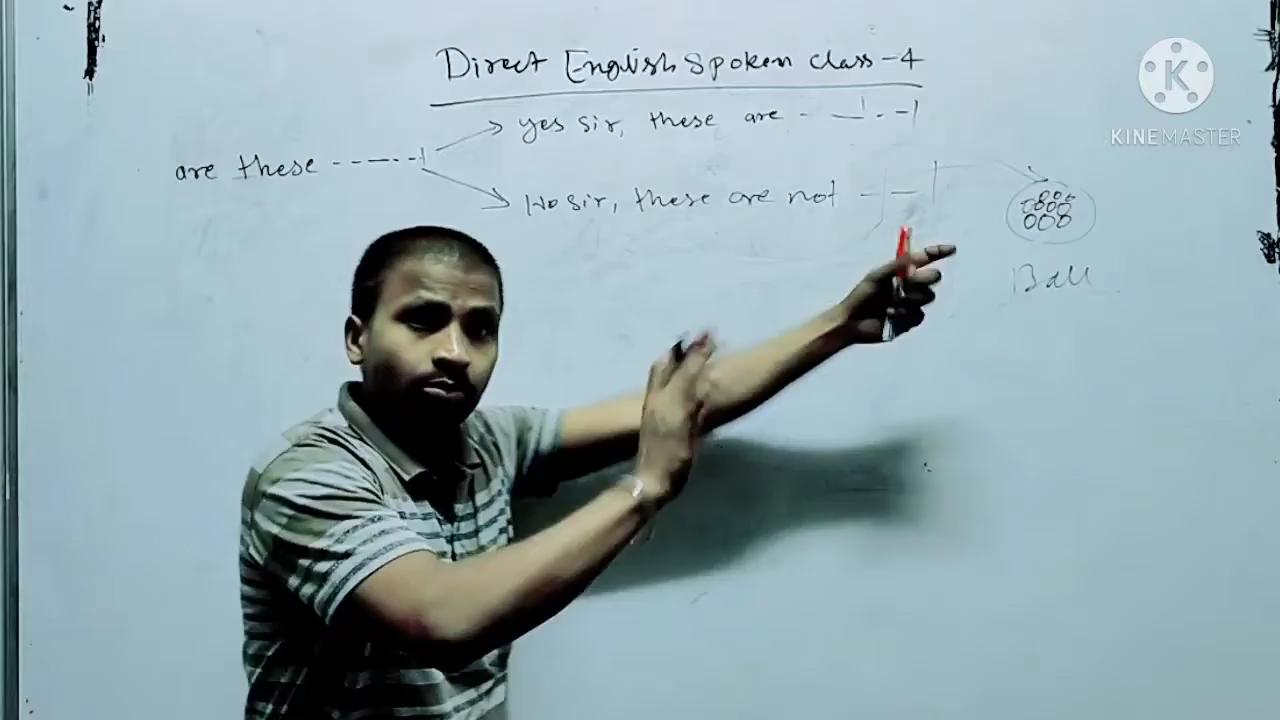 Direct English Spoken class-4
are these ------
yes sir, these are - - . -
No sir, these are not - - -
Ball
K
KINEMASTER